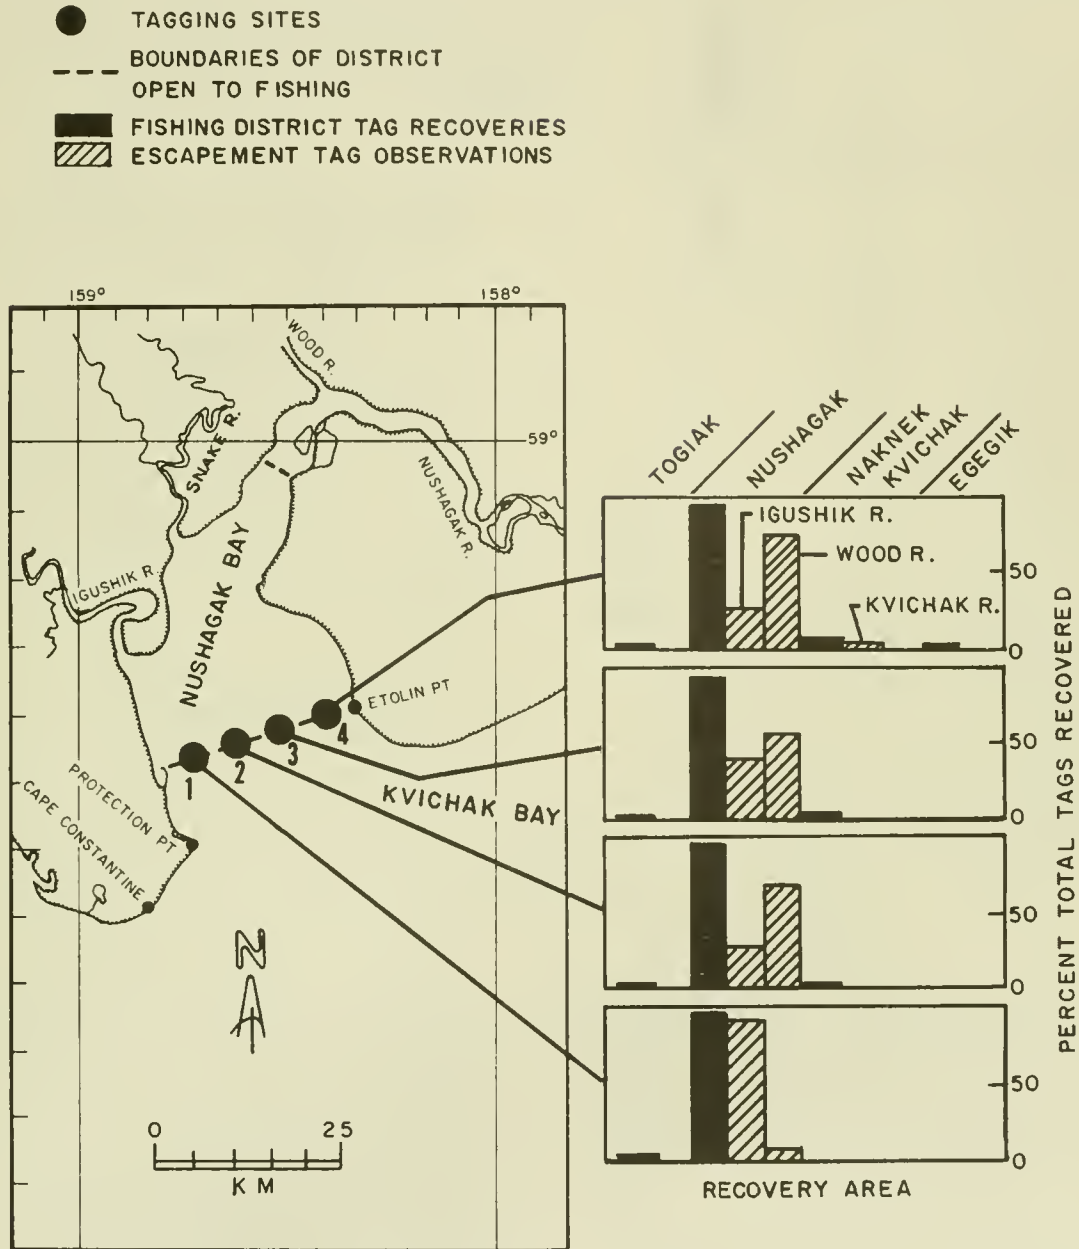 TAGGING SITES
BOUNDARIES OF DISTRICT
OPEN TO FISHING
FISHING DISTRICT TAG RECOVERIES
ESCAPEMENT TAG OBSERVATIONS
159°
158°
WOOD R.
59°
SNAKE R.
NUSHAGAK R.
NUSHAGAK BAY
IGUSHIK R.
ETOLIN PT
1
2
3
4
KVICHAK BAY
PROTECTION PT
CAPE CONSTANTINE
N
0 25
KM
TOGIAK
NUSHAGAK
NAKNEK
KVICHAK
EGEGIK
IGUSHIK R.
WOOD R.
KVICHAK R.
50
0
50
0
50
0
50
0
PERCENT TOTAL TAGS RECOVERED
RECOVERY AREA